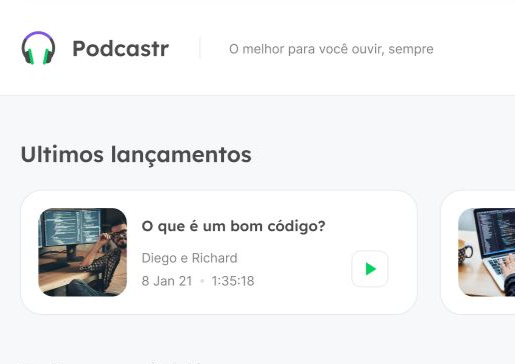 Podcastr
O melhor para você ouvir, sempre
Ultimos lançamentos
O que é um bom código?
Diego e Richard
8 Jan 21 • 1:35:18